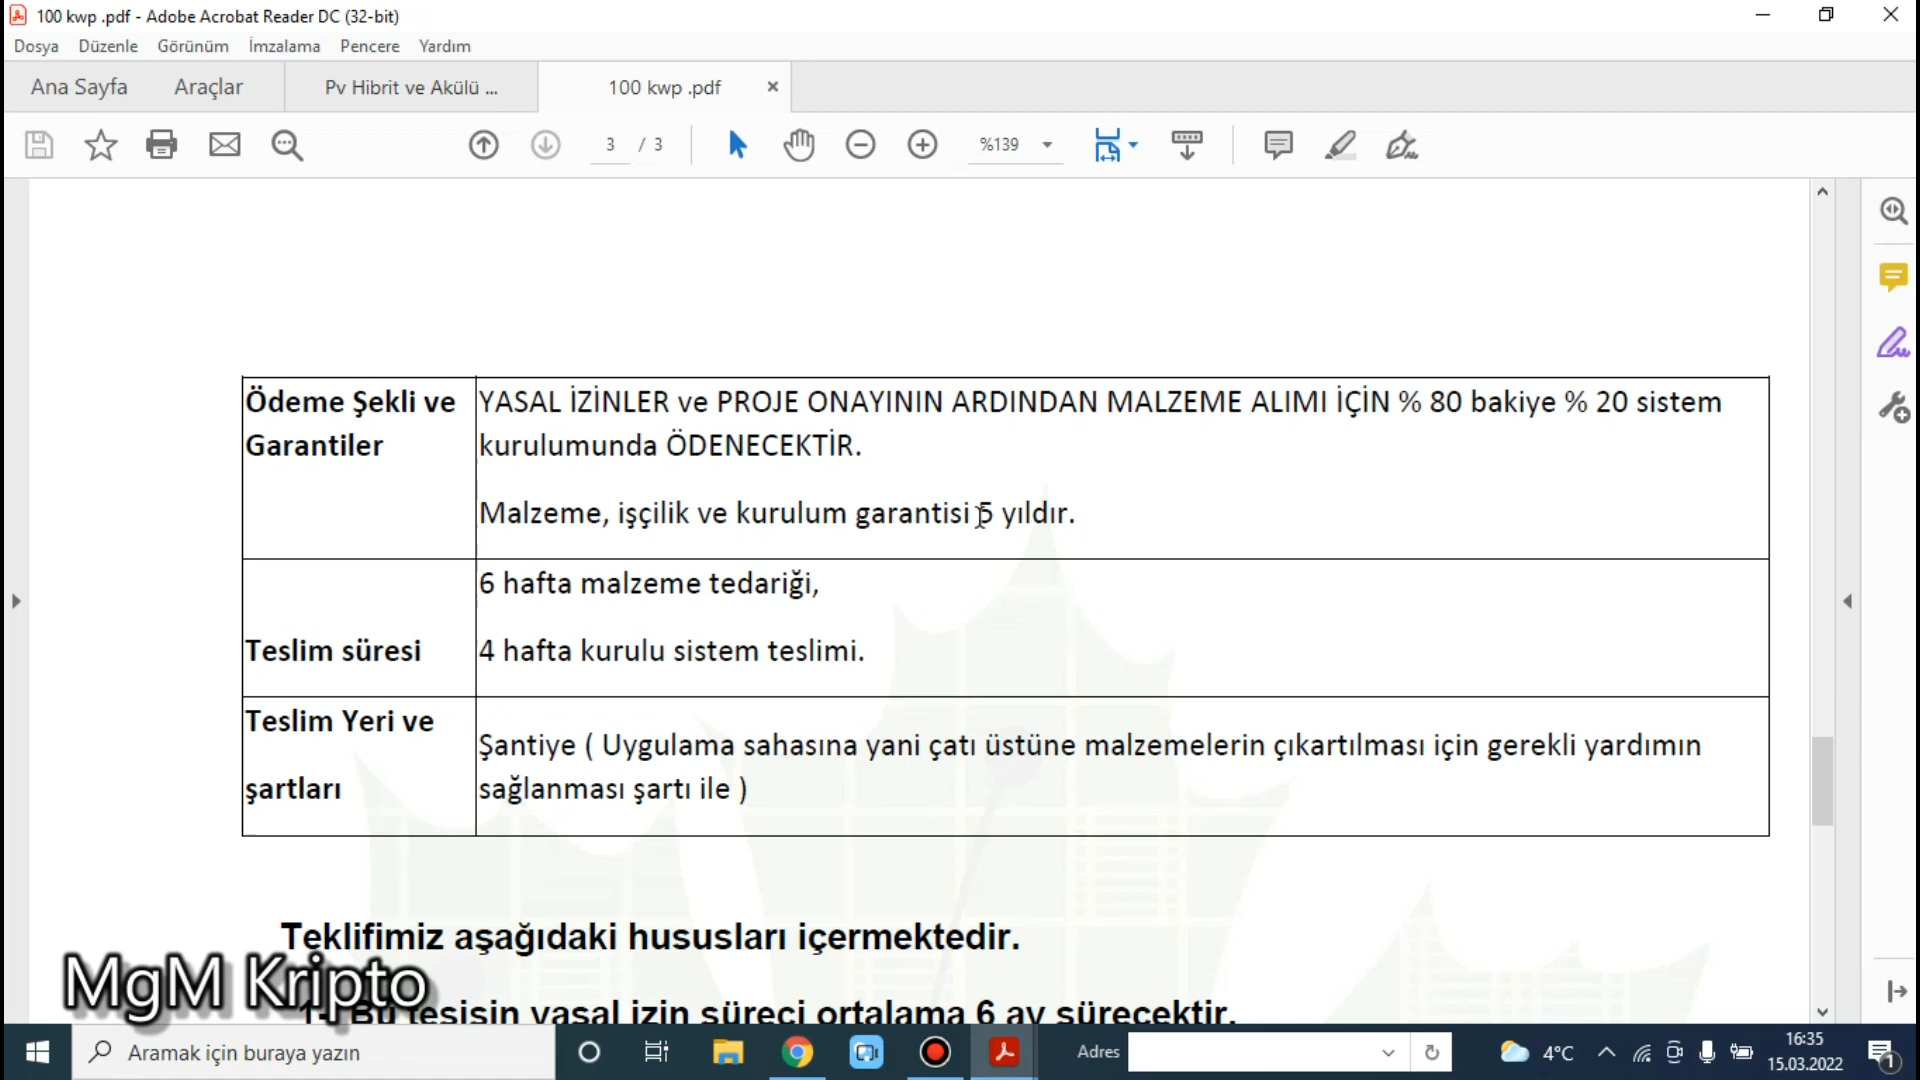 100 kwp .pdf - Adobe Acrobat Reader DC (32-bit)
Dosya Düzenle Görünüm İmzalama Pencere Yardım
Ana Sayfa Araçlar Pv Hibrit ve Akülü ... 100 kwp .pdf
3 / 3 %139
Ödeme Şekli ve
Garantiler
YASAL İZİNLER ve PROJE ONAYININ ARDINDAN MALZEME ALIMI İÇİN % 80 bakiye % 20 sistem
kurulumunda ÖDENECEKTİR.
Malzeme, işçilik ve kurulum garantisi 5 yıldır.
Teslim süresi
6 hafta malzeme tedariği,
4 hafta kurulu sistem teslimi.
Teslim Yeri ve
şartları
Şantiye ( Uygulama sahasına yani çatı üstüne malzemelerin çıkartılması için gerekli yardımın
sağlanması şartı ile )
Teklifimiz aşağıdaki hususları içermektedir.
1- Bu tesisin yasal izin süreci ortalama 6 ay sürecektir.
MgM Kripto
Aramak için buraya yazın
Adres
4°C
16:35
15.03.2022
1